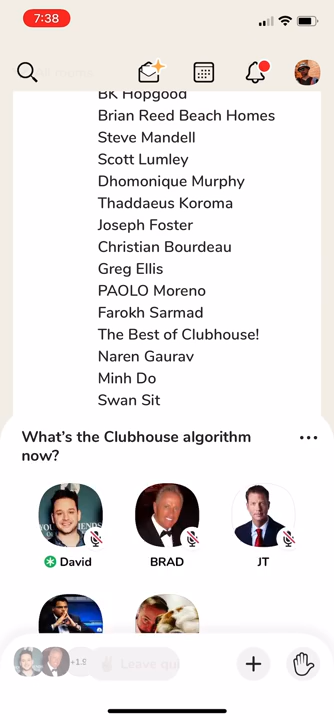 7:38
BK Hopgood
Brian Reed Beach Homes
Steve Mandell
Scott Lumley
Dhomonique Murphy
Thaddaeus Koroma
Joseph Foster
Christian Bourdeau
Greg Ellis
PAOLO Moreno
Farokh Sarmad
The Best of Clubhouse!
Naren Gaurav
Minh Do
Swan Sit
What's the Clubhouse algorithm
now?
David BRAD JT
Leave qui